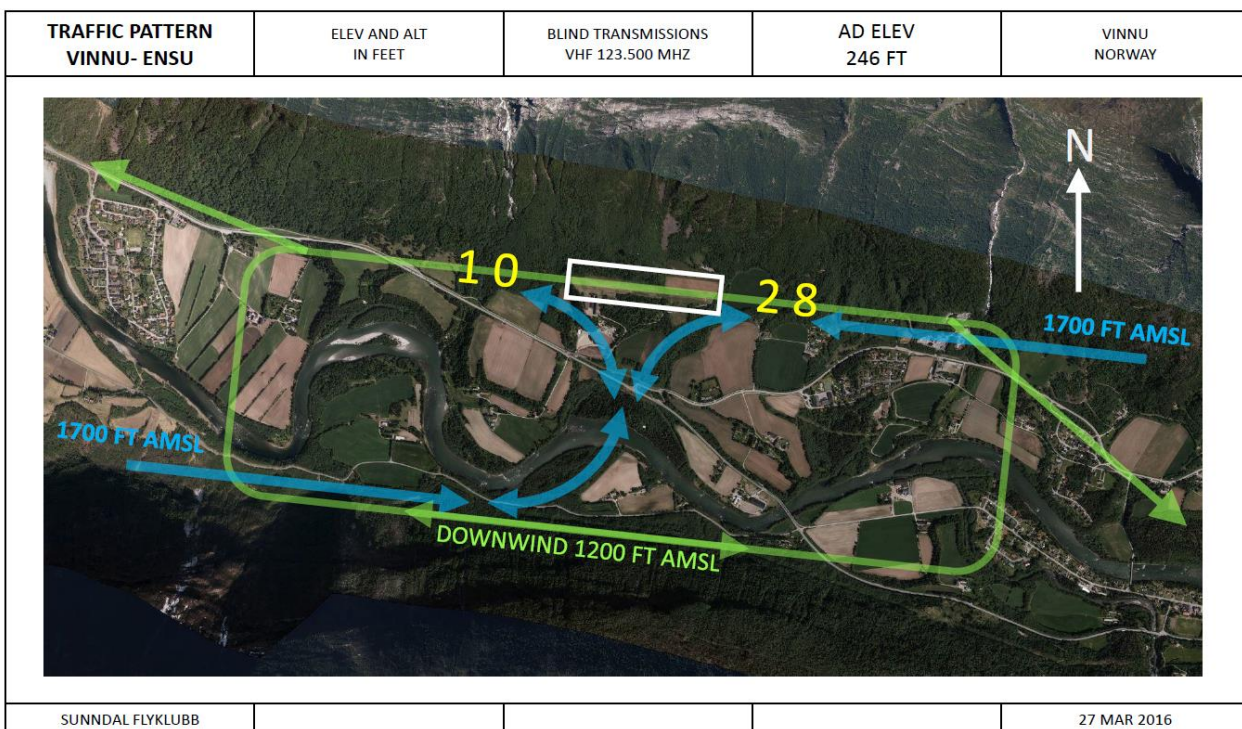 TRAFFIC PATTERN
VINNU- ENSU
ELEV AND ALT
IN FEET
BLIND TRANSMISSIONS
VHF 123.500 MHZ
AD ELEV
246 FT
VINNU
NORWAY
N
10
28
1700 FT AMSL
1700 FT AMSL
DOWNWIND 1200 FT AMSL
SUNNDAL FLYKLUBB
27 MAR 2016